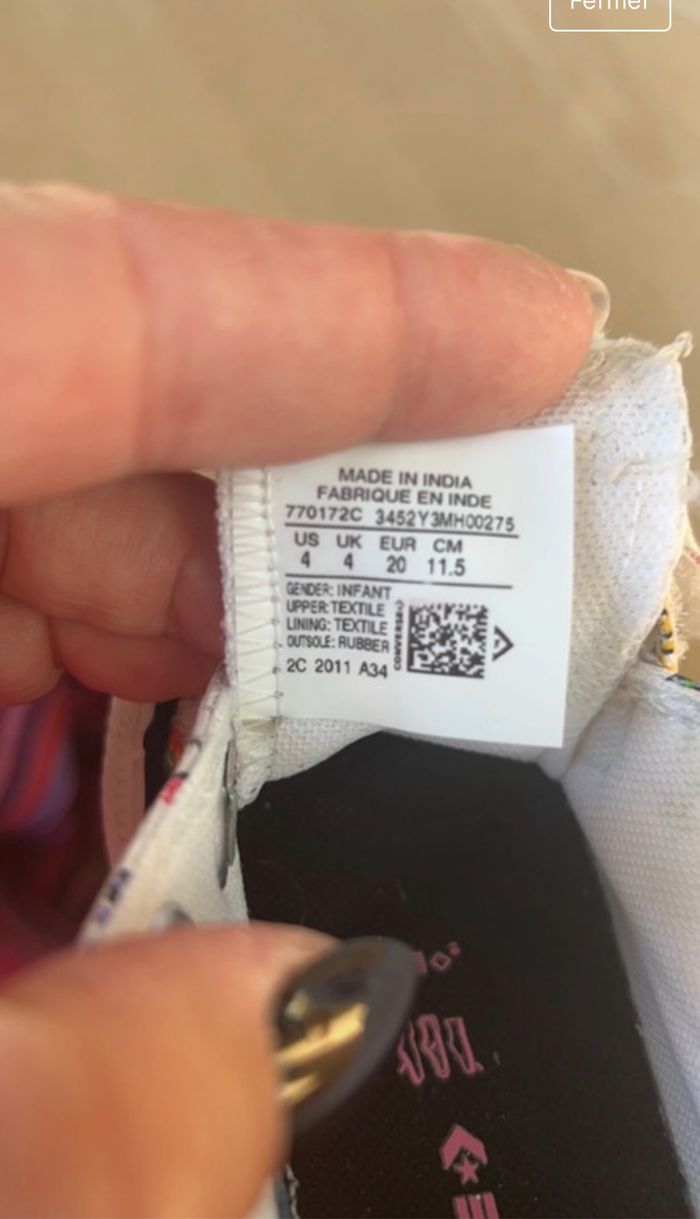 Fermer
MADE IN INDIA
FABRIQUE EN INDE
770172C 3452Y3MH00275
US UK EUR CM
4 4 20 11.5
GENDER: INFANT
UPPER: TEXTILE
LINING: TEXTILE
OUTSOLE: RUBBER
CONVERSE
2C 2011 A34